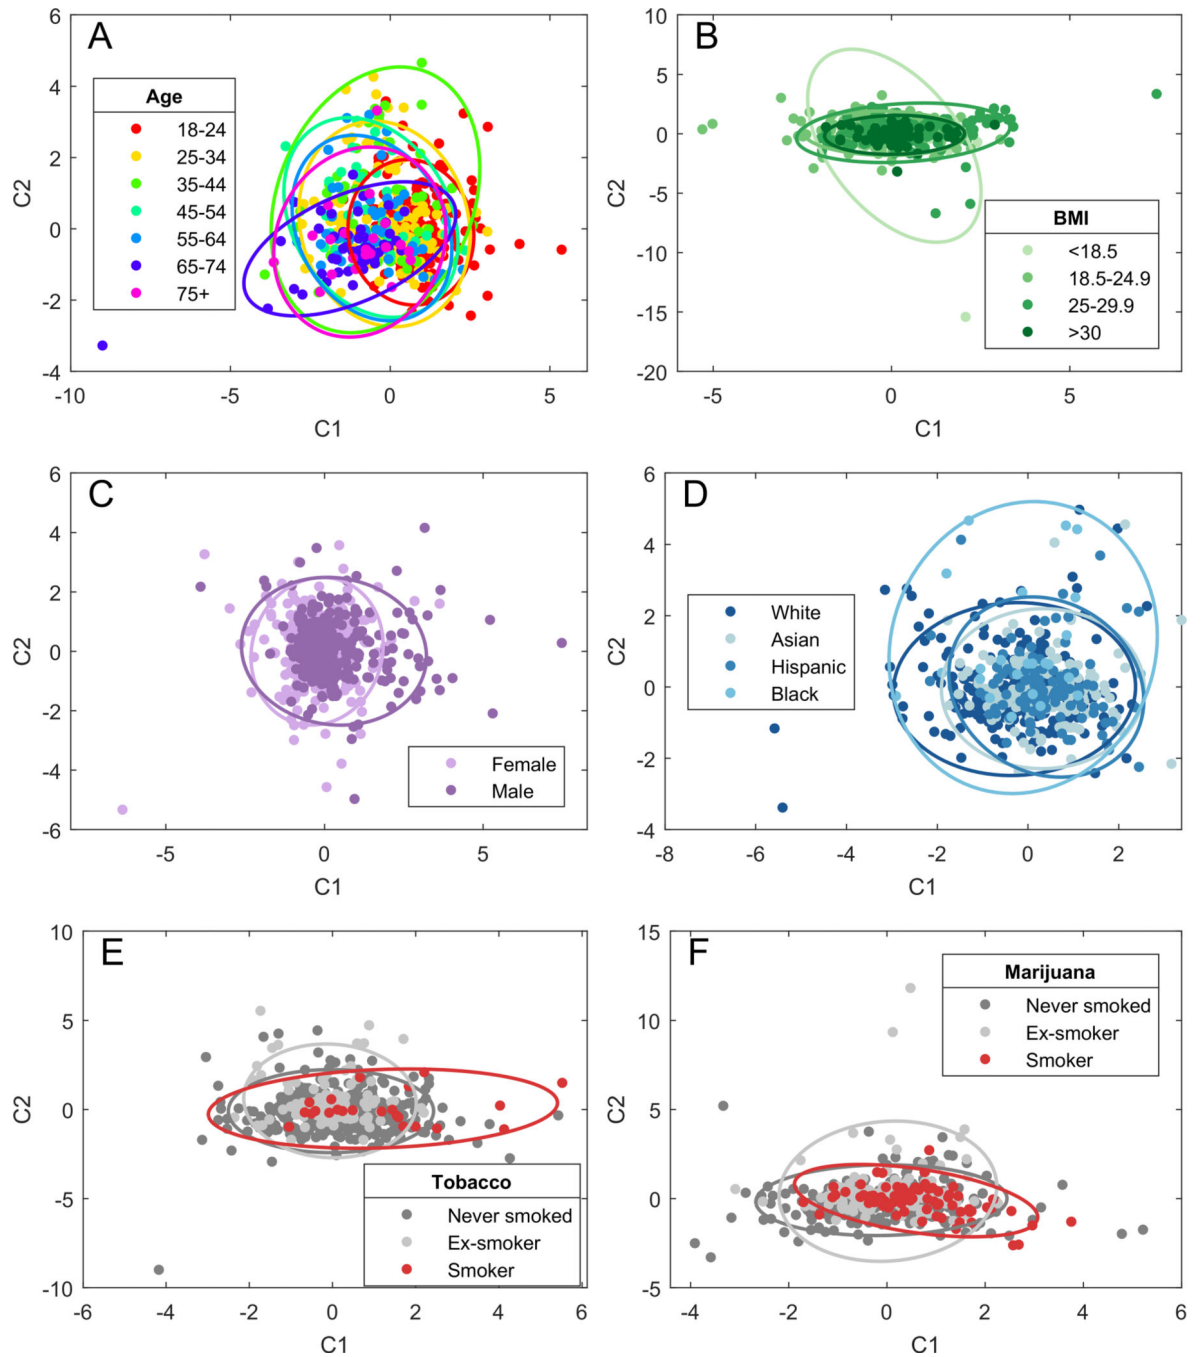 A
6
4
2
0
-2
-4
C2
Age
18-24
25-34
35-44
45-54
55-64
65-74
75+
-10
-5
0
5
C1
B
10
5
0
-5
-10
-15
-20
C2
BMI
<18.5
18.5-24.9
25-29.9
>30
-5
0
5
C1
C
6
4
2
0
-2
-4
-6
C2
Female
Male
-5
0
5
C1
D
6
4
2
0
-2
-4
C2
White
Asian
Hispanic
Black
-8
-6
-4
-2
0
2
C1
E
10
5
0
-5
-10
C2
Tobacco
Never smoked
Ex-smoker
Smoker
-6
-4
-2
0
2
4
6
C1
F
15
10
5
0
-5
C2
Marijuana
Never smoked
Ex-smoker
Smoker
-4
-2
0
2
4
6
C1